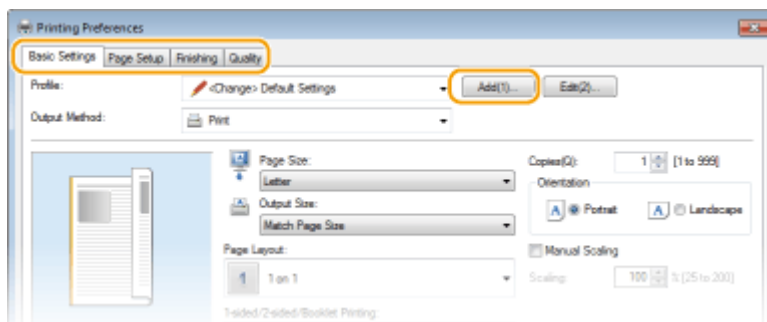 Printing Preferences
Basic Settings Page Setup Finishing Quality
Profile: <Change> Default Settings Add(1)... Edit(2)...
Output Method: Print
Page Size: Copies(Q): 1 [1 to 999]
Letter Orientation
Output Size: A Portrait A Landscape
Match Page Size
Page Layout: Manual Scaling
1 1 on 1 Scaling: 100 % [25 to 200]
1-sided/2-sided/Booklet Printing: